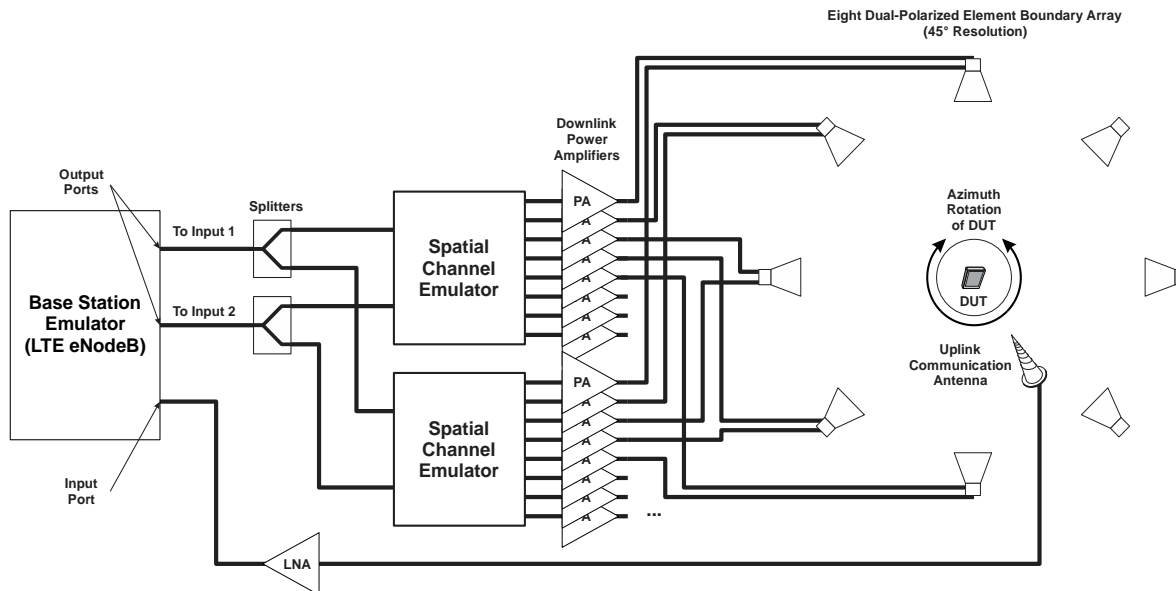 Eight Dual-Polarized Element Boundary Array
(45° Resolution)
Downlink
Power
Amplifiers
Output
Ports
Splitters
To Input 1
To Input 2
Base Station
Emulator
(LTE eNodeB)
Input
Port
Spatial
Channel
Emulator
PA
A
A
A
A
A
A
A
Spatial
Channel
Emulator
PA
A
A
A
A
A
A
A
...
LNA
Azimuth
Rotation
of DUT
DUT
Uplink
Communication
Antenna